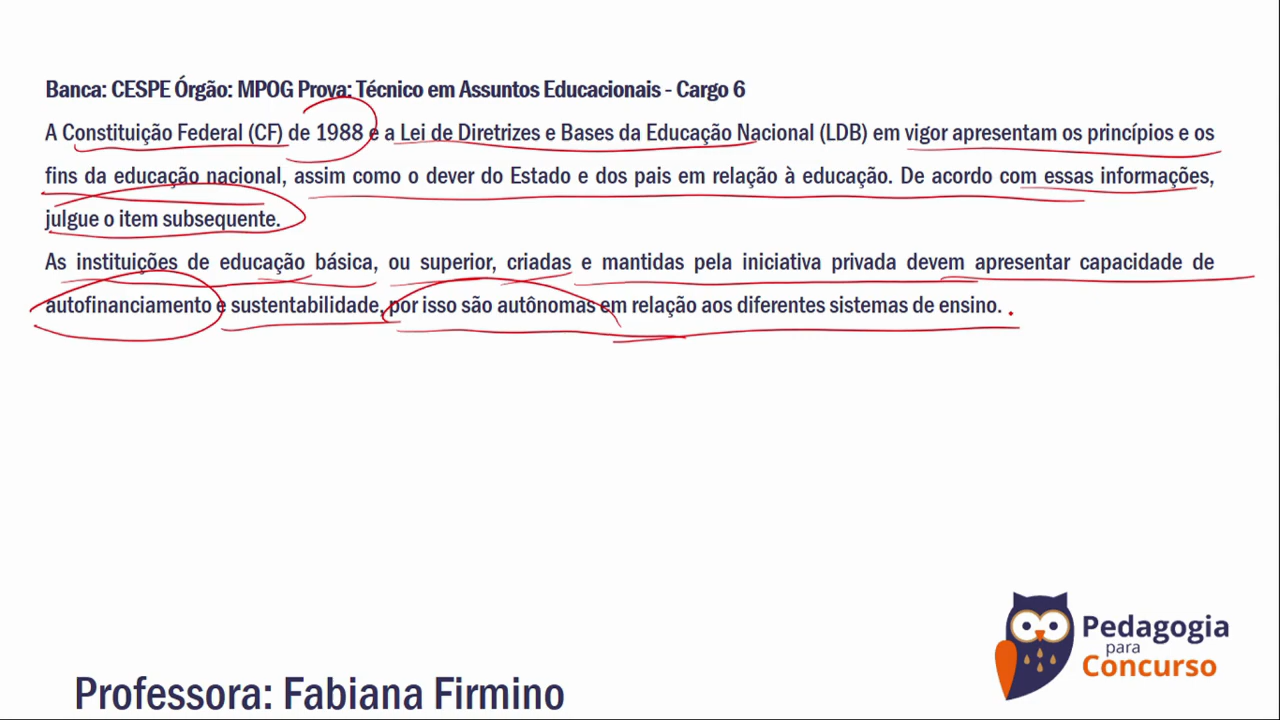 Banca: CESPE Órgão: MPOG Prova: Técnico em Assuntos Educacionais - Cargo 6
A Constituição Federal (CF) de 1988 e a Lei de Diretrizes e Bases da Educação Nacional (LDB) em vigor apresentam os princípios e os
fins da educação nacional, assim como o dever do Estado e dos pais em relação à educação. De acordo com essas informações,
julgue o item subsequente.
As instituições de educação básica, ou superior, criadas e mantidas pela iniciativa privada devem apresentar capacidade de
autofinanciamento e sustentabilidade, por isso são autônomas em relação aos diferentes sistemas de ensino.
Pedagogia
para
Concurso
Professora: Fabiana Firmino